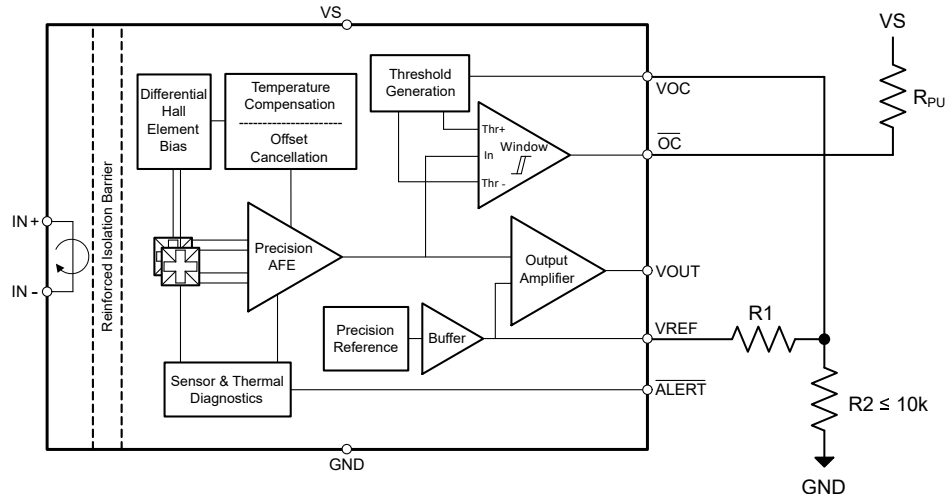 VS
VS
Differential
Hall
Element
Bias
Temperature
Compensation
Offset
Cancellation
Threshold
Generation
Thr+
In
Thr -
Window
VOC
OC
RPU
Reinforced Isolation Barrier
IN+
IN-
Precision
AFE
Output
Amplifier
VOUT
Precision
Reference
Buffer
VREF
R1
Sensor & Thermal
Diagnostics
ALERT
R2 ≤ 10k
GND
GND